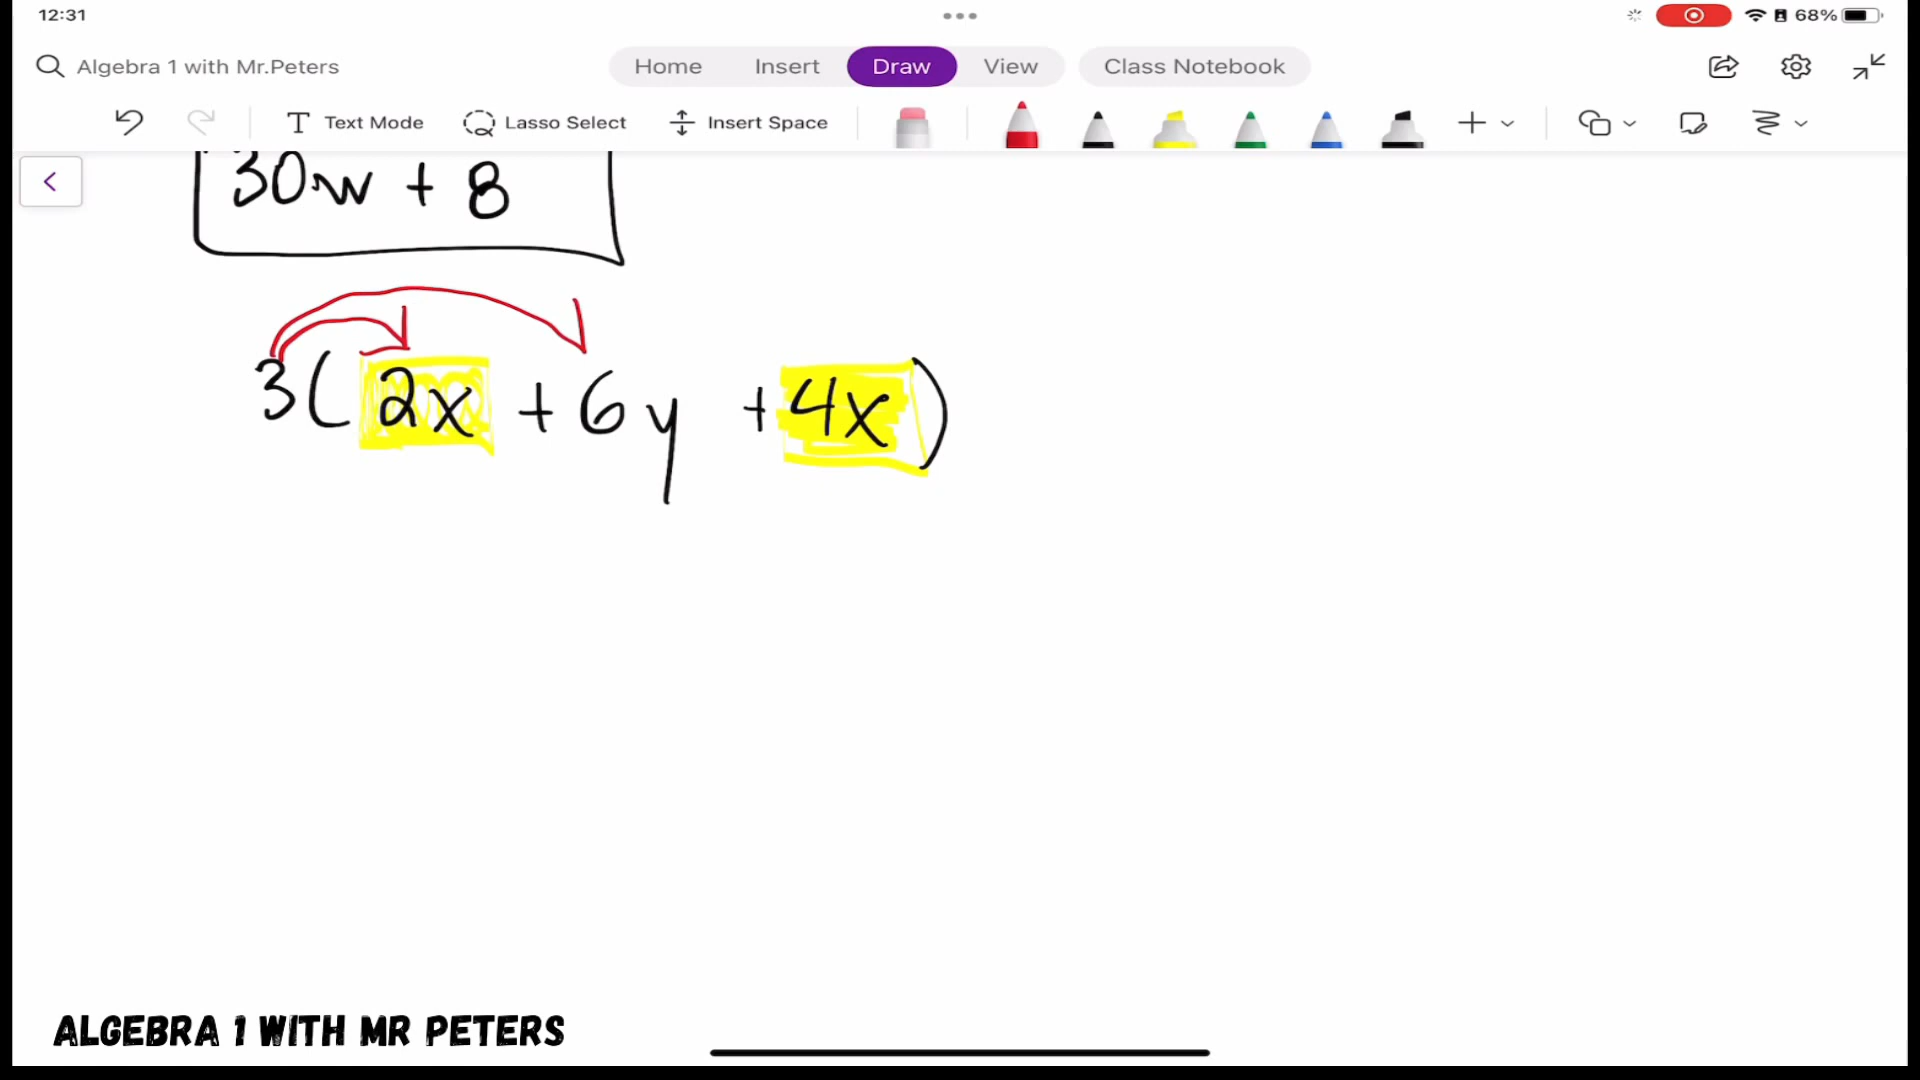 12:31
68%
Algebra 1 with Mr.Peters
Home Insert Draw View Class Notebook
Text Mode Lasso Select Insert Space
30w + 8
3(2x + 6y + 4x)
ALGEBRA 1 WITH MR PETERS